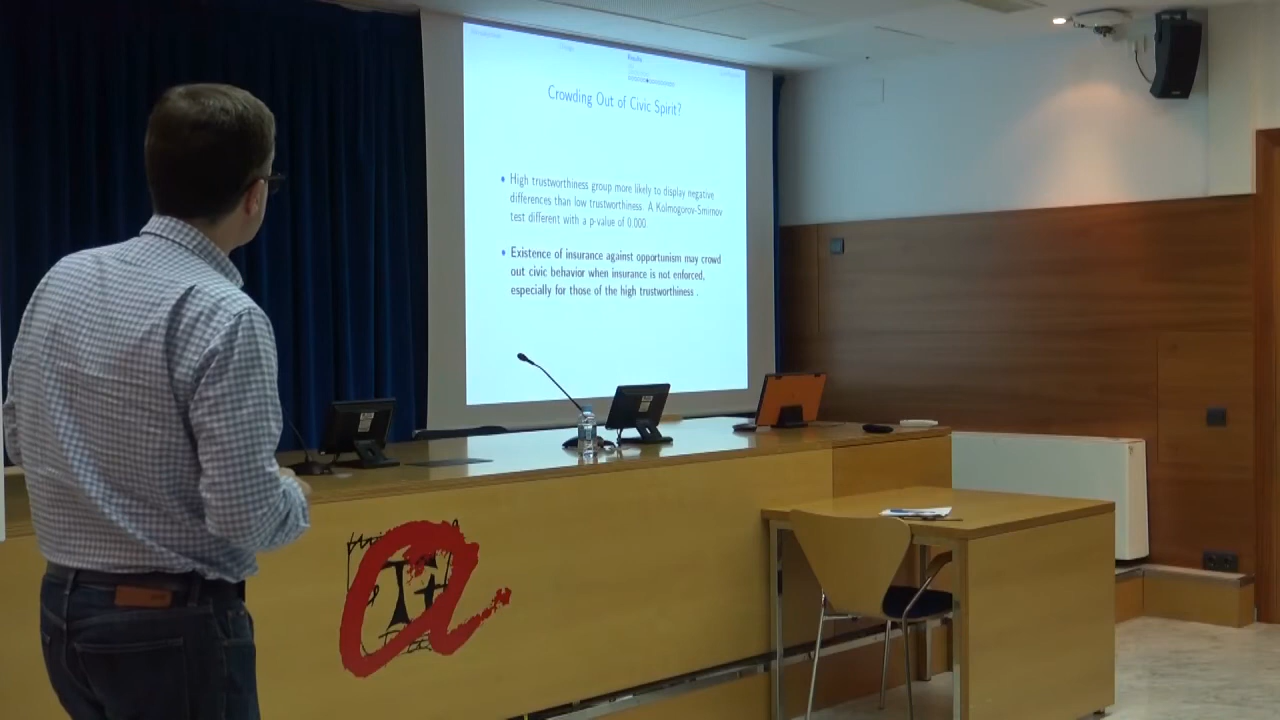 Results
Crowding Out of Civic Spirit?
High trustworthiness group more likely to display negative
differences than low trustworthiness. A Kolmogorov-Smirnov
test different with a p-value of 0.000.
Existence of insurance against opportunism may crowd
out civic behavior when insurance is not enforced,
especially for those of the high trustworthiness .